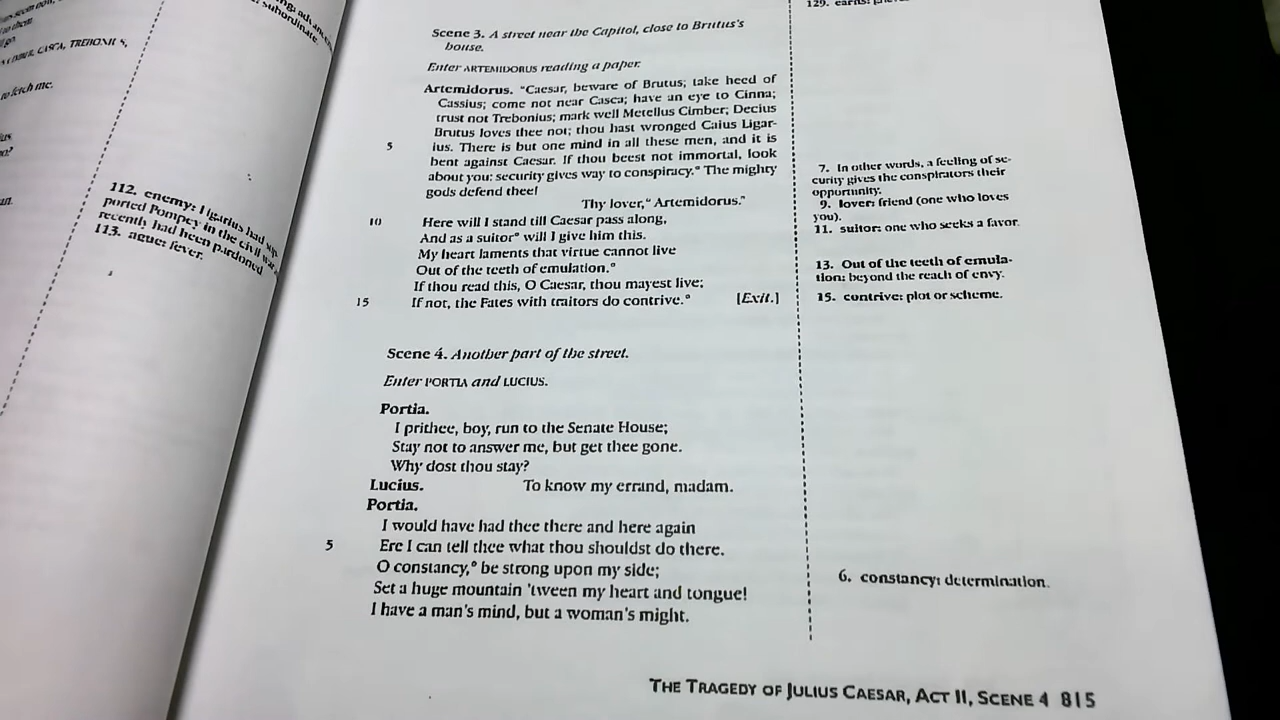 to fetch me.
subordinate.
112. enemy: Ligarius had sup-
ported Pompey in the civil war
recently had been pardoned
113. ague: fever.
Scene 3. A street near the Capitol, close to Brutus's
house.
Enter ARTEMIDORUS reading a paper.
Artemidorus. "Caesar, beware of Brutus; take heed of
Cassius; come not near Casca; have an eye to Cinna;
trust not Trebonius; mark well Metellus Cimber; Decius
Brutus loves thee not; thou hast wronged Caius Ligar-
5 ius. There is but one mind in all these men, and it is
bent against Caesar. If thou beest not immortal, look
about you: security gives way to conspiracy.° The mighty
gods defend thee!
Thy lover,° Artemidorus."
10 Here will I stand till Caesar pass along,
And as a suitor° will I give him this.
My heart laments that virtue cannot live
Out of the teeth of emulation.°
If thou read this, O Caesar, thou mayest live;
15 If not, the Fates with traitors do contrive.° [Exit.]
Scene 4. Another part of the street.
Enter PORTIA and LUCIUS.
Portia.
I prithee, boy, run to the Senate House;
Stay not to answer me, but get thee gone.
Why dost thou stay?
Lucius. To know my errand, madam.
Portia.
I would have had thee there and here again
5 Ere I can tell thee what thou shouldst do there.
O constancy,° be strong upon my side;
Set a huge mountain 'tween my heart and tongue!
I have a man's mind, but a woman's might.
129.
7. In other words, a feeling of se-
curity gives the conspirators their
opportunity.
9. lover: friend (one who loves
you).
11. suitor: one who seeks a favor.
13. Out of the teeth of emula-
tion: beyond the reach of envy.
15. contrive: plot or scheme.
6. constancy: determination.
THE TRAGEDY OF JULIUS CAESAR, ACT II, SCENE 4 815